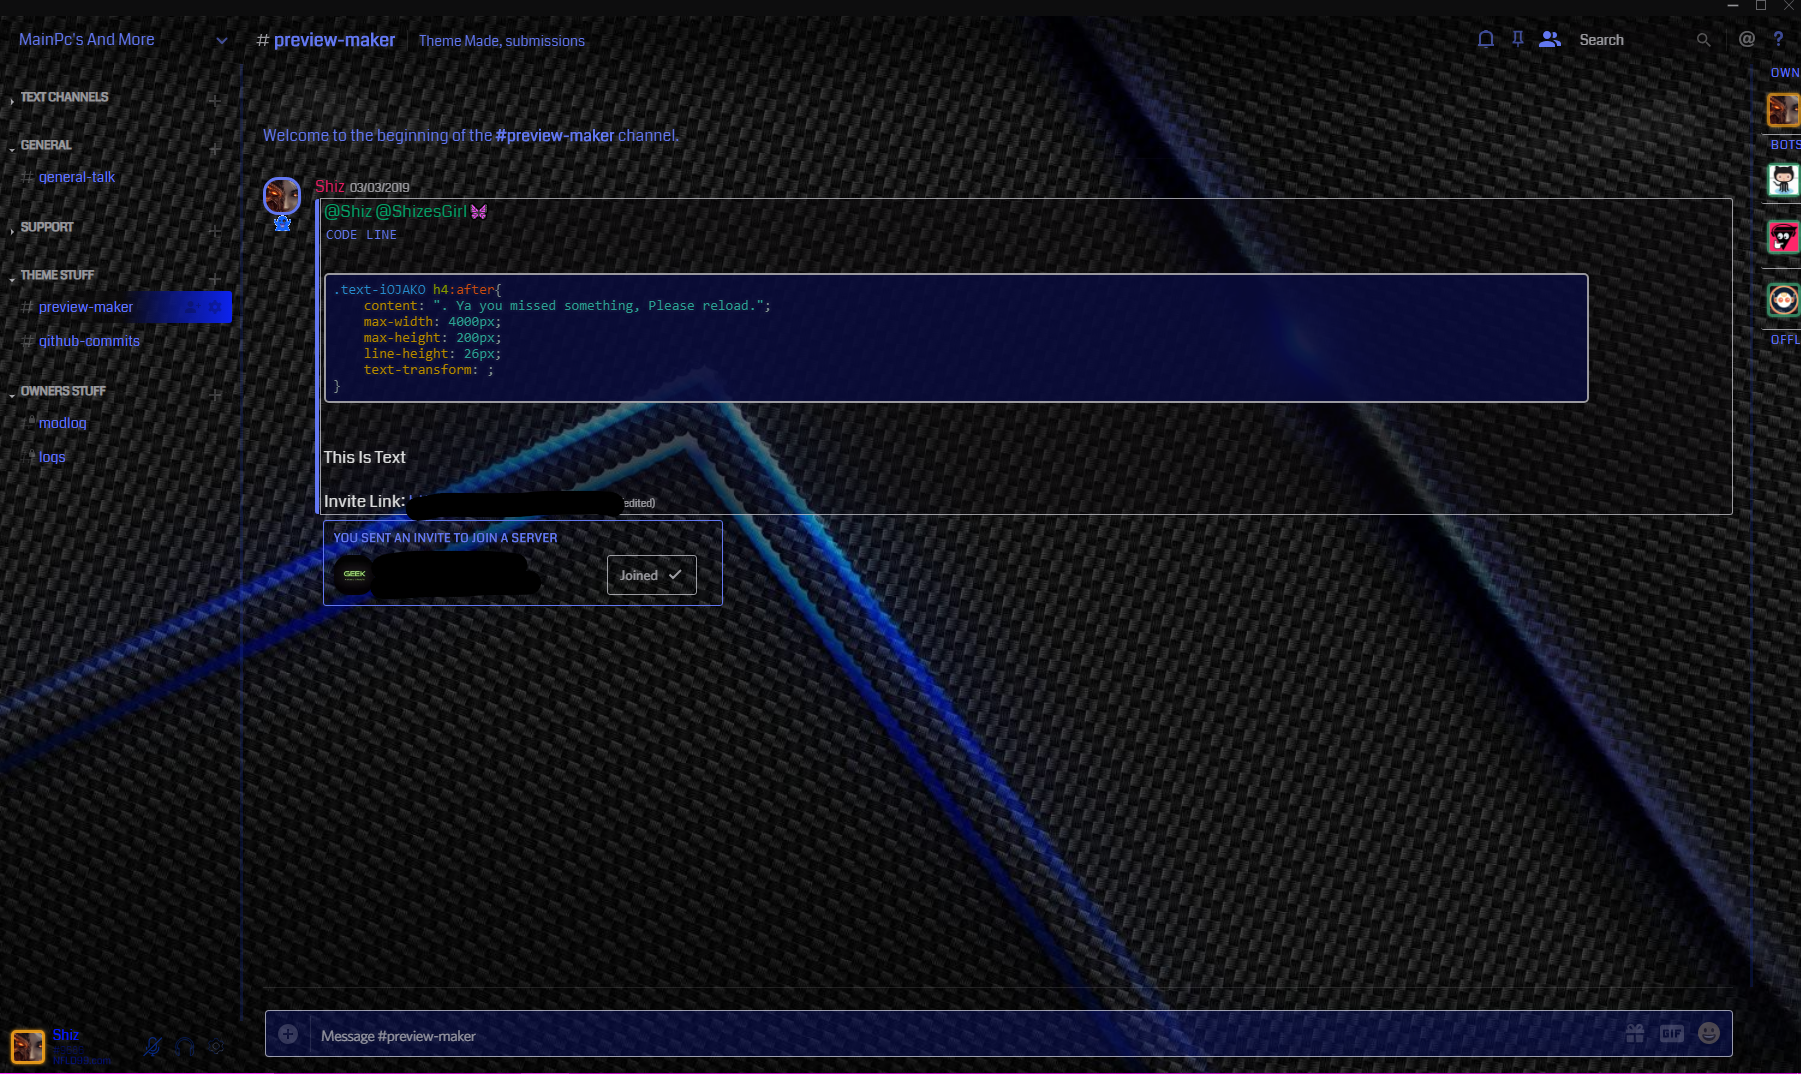 MainPc's And More
# preview-maker
Theme Made, submissions
Search
@
?
TEXT CHANNELS
GENERAL
# general-talk
SUPPORT
THEME STUFF
# preview-maker
# github-commits
OWNERS STUFF
# modlog
# logs
Welcome to the beginning of the #preview-maker channel.
Shiz 03/03/2019
@Shiz @ShizesGirl
CODE LINE
.text-iOJAKO h4:after{
content: ". Ya you missed something, Please reload.";
max-width: 4000px;
max-height: 200px;
line-height: 26px;
text-transform: ;
}
This Is Text
Invite Link:
edited)
YOU SENT AN INVITE TO JOIN A SERVER
GEEK
Joined
OWN
BOTS
OFFL
Shiz
Message #preview-maker
GIF